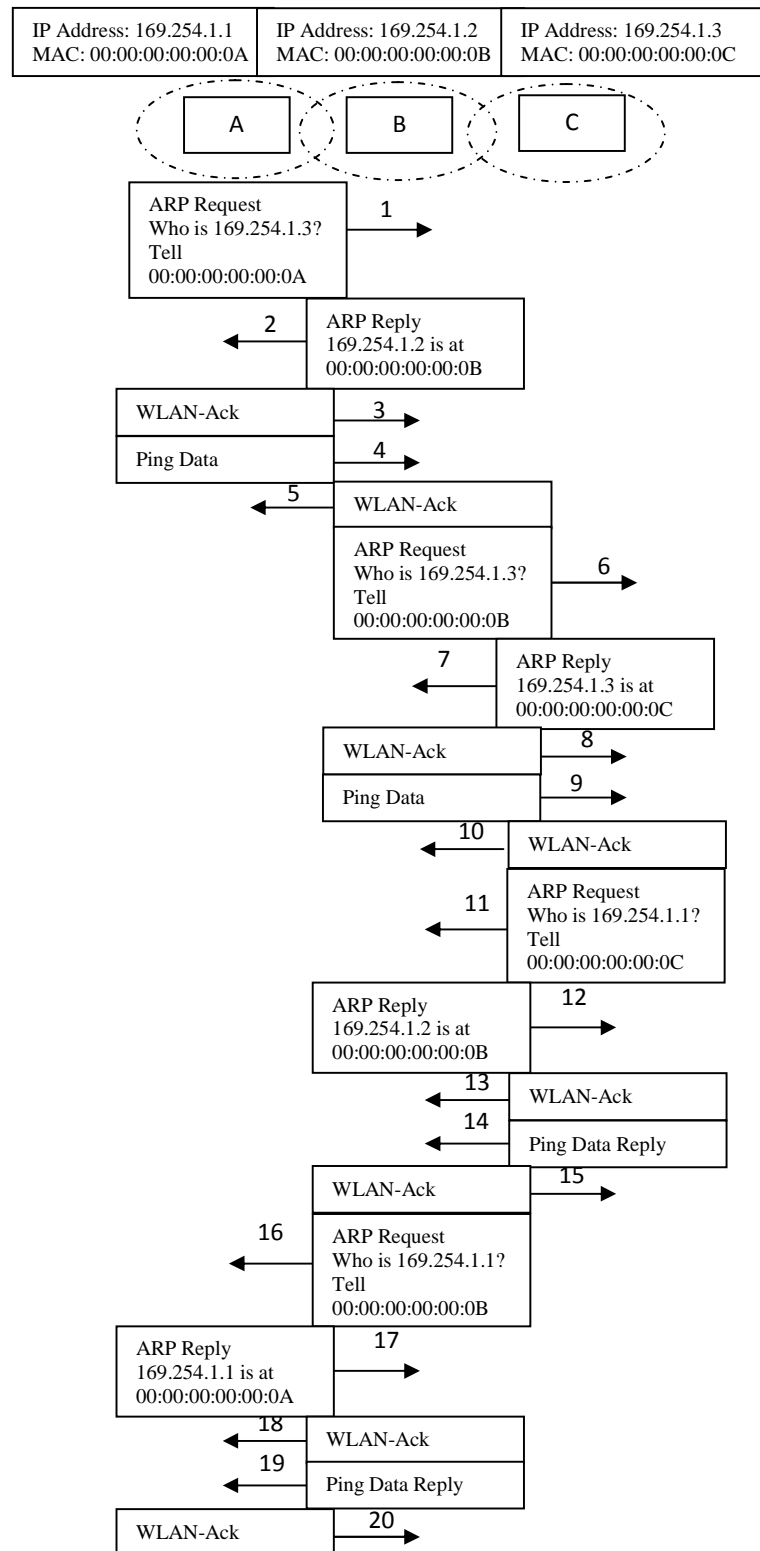 IP Address: 169.254.1.1
MAC: 00:00:00:00:00:0A
IP Address: 169.254.1.2
MAC: 00:00:00:00:00:0B
IP Address: 169.254.1.3
MAC: 00:00:00:00:00:0C
A
B
C
ARP Request
Who is 169.254.1.3?
Tell
00:00:00:00:00:0A
1
2
ARP Reply
169.254.1.2 is at
00:00:00:00:00:0B
WLAN-Ack
3
Ping Data
4
5
WLAN-Ack
ARP Request
Who is 169.254.1.3?
Tell
00:00:00:00:00:0B
6
7
ARP Reply
169.254.1.3 is at
00:00:00:00:00:0C
WLAN-Ack
8
Ping Data
9
10
WLAN-Ack
11
ARP Request
Who is 169.254.1.1?
Tell
00:00:00:00:00:0C
ARP Reply
169.254.1.2 is at
00:00:00:00:00:0B
12
13
WLAN-Ack
14
Ping Data Reply
WLAN-Ack
15
16
ARP Request
Who is 169.254.1.1?
Tell
00:00:00:00:00:0B
ARP Reply
169.254.1.1 is at
00:00:00:00:00:0A
17
18
WLAN-Ack
19
Ping Data Reply
WLAN-Ack
20